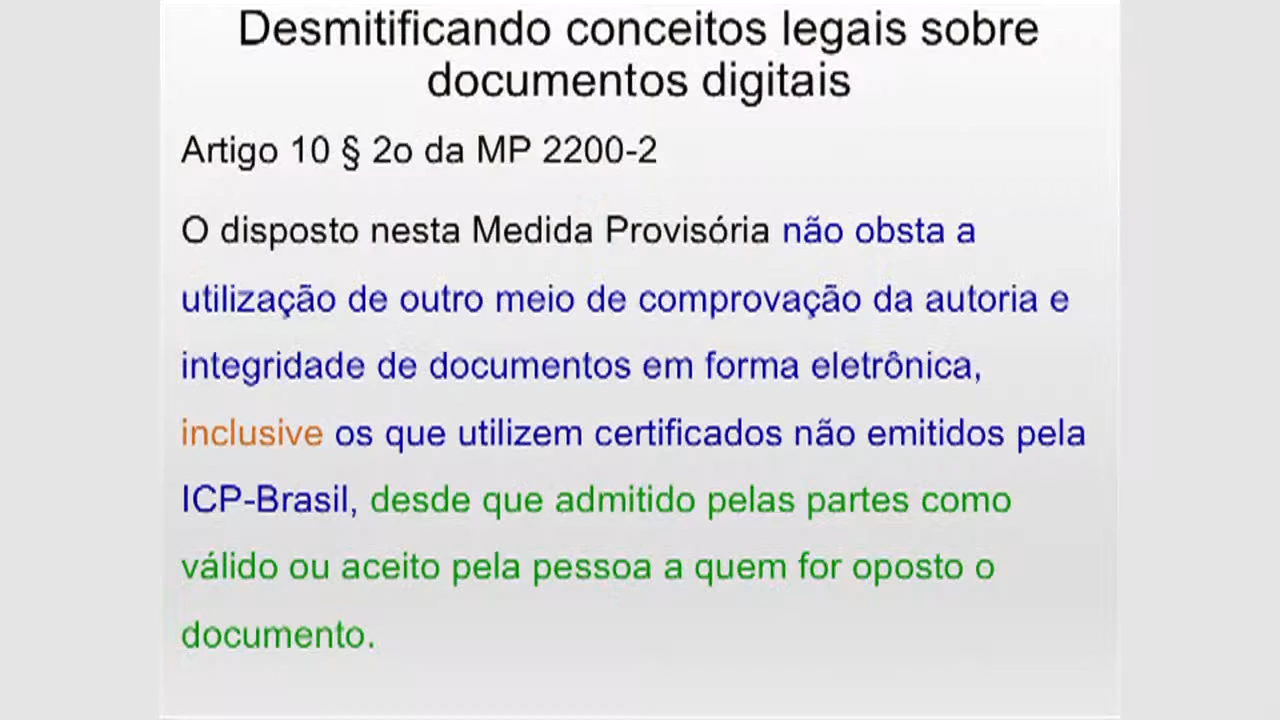 Desmitificando conceitos legais sobre
documentos digitais
Artigo 10 § 2o da MP 2200-2
O disposto nesta Medida Provisória não obsta a
utilização de outro meio de comprovação da autoria e
integridade de documentos em forma eletrônica,
inclusive os que utilizem certificados não emitidos pela
ICP-Brasil, desde que admitido pelas partes como
válido ou aceito pela pessoa a quem for oposto o
documento.